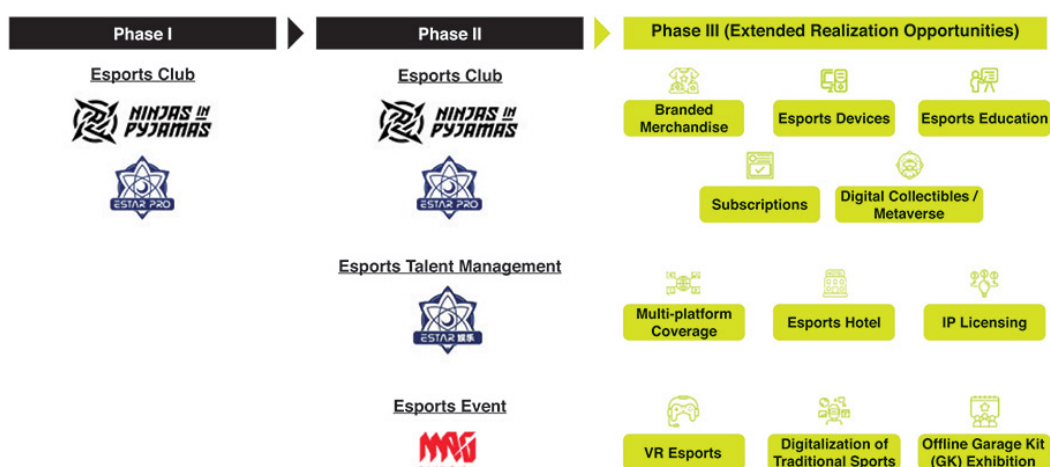 Phase I
Phase II
Phase III (Extended Realization Opportunities)
Esports Club
NINJAS IN
PYJAMAS
ESTAR PRO
Esports Club
NINJAS IN
PYJAMAS
ESTAR PRO
Branded
Merchandise
Esports Devices
Esports Education
Subscriptions
Digital Collectibles /
Metaverse
Esports Talent Management
ESTAR 娱乐
Multi-platform
Coverage
Esports Hotel
IP Licensing
Esports Event
VR Esports
Digitalization of
Traditional Sports
Offline Garage Kit
(GK) Exhibition